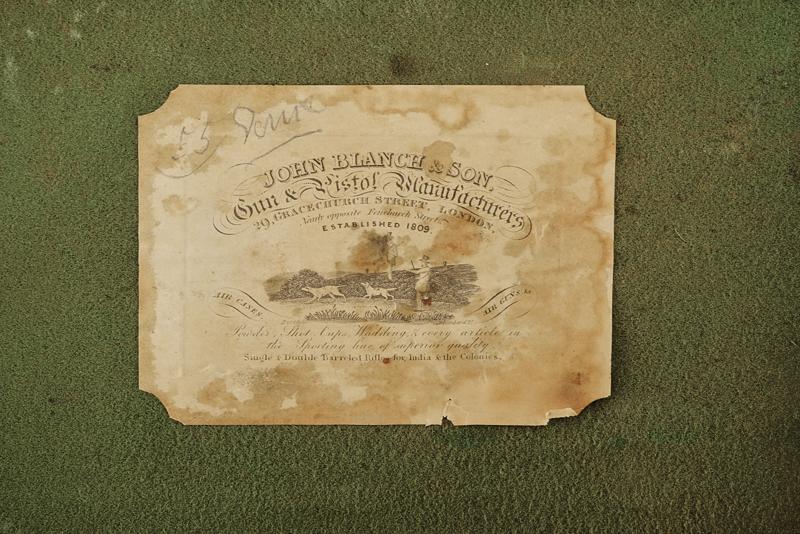 53
JOHN BLANCH & SON,
Gun & Pistol Manufacturers,
29, GRACECHURCH STREET, LONDON.
Nearly opposite Fenchurch Street.
ESTABLISHED 1809.
AIR CANES.
AIR GUNS &c
Powder, Shot, Caps, Wadding, & every article in
the Sporting line of superior quality.
Single & Double Barreled Rifles for India & the Colonies.